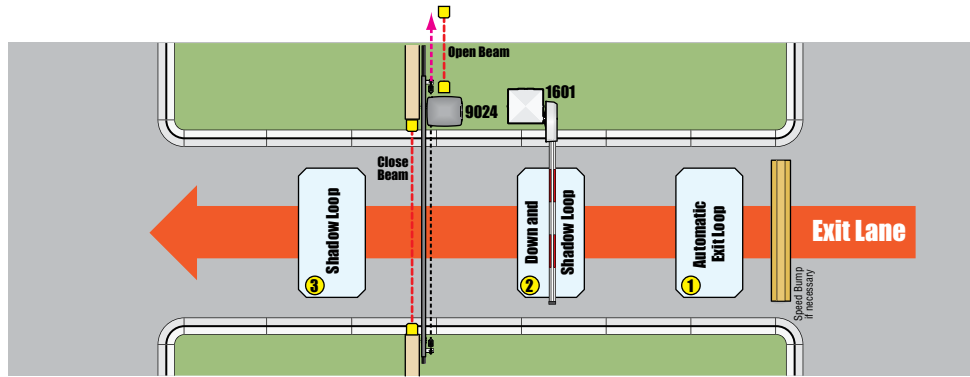 Open Beam
1601
9024
Close
Beam
Shadow Loop
3
Down and
Shadow Loop
2
Automatic
Exit Loop
1
Exit Lane
Speed Bump
if necessary